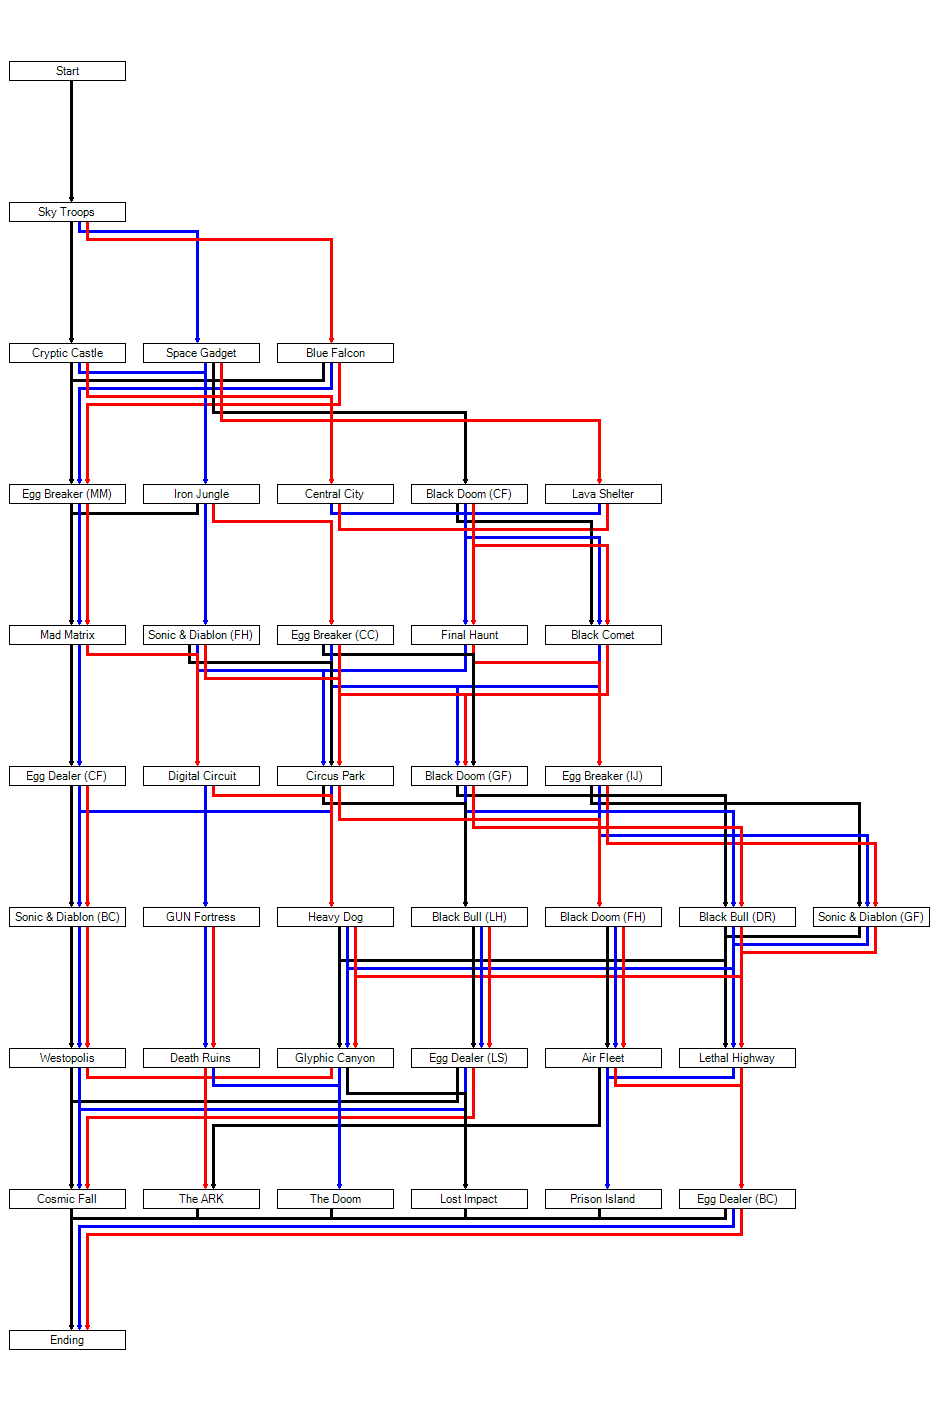 Start
Sky Troops
Cryptic Castle
Space Gadget
Blue Falcon
Egg Breaker (MM)
Iron Jungle
Central City
Black Doom (CF)
Lava Shelter
Mad Matrix
Sonic & Diablon (FH)
Egg Breaker (CC)
Final Haunt
Black Comet
Egg Dealer (CF)
Digital Circuit
Circus Park
Black Doom (GF)
Egg Breaker (IJ)
Sonic & Diablon (BC)
GUN Fortress
Heavy Dog
Black Bull (LH)
Black Doom (FH)
Black Bull (DR)
Sonic & Diablon (GF)
Westopolis
Death Ruins
Glyphic Canyon
Egg Dealer (LS)
Air Fleet
Lethal Highway
Cosmic Fall
The ARK
The Doom
Lost Impact
Prison Island
Egg Dealer (BC)
Ending